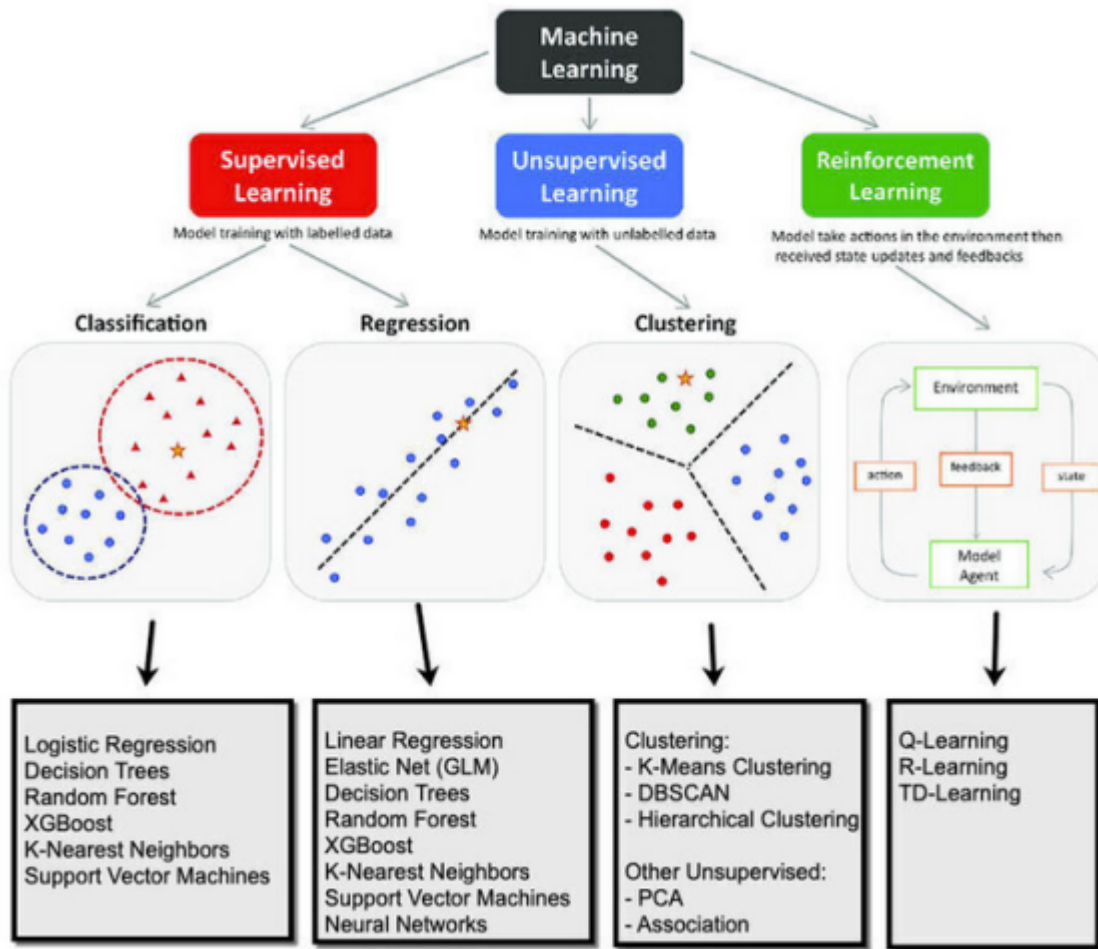 Machine
Learning
Supervised
Learning
Unsupervised
Learning
Reinforcement
Learning
Model training with labelled data
Model training with unlabelled data
Model take actions in the environment then
received state updates and feedbacks
Classification
Regression
Clustering
Environment
action
feedback
state
Model
Agent
Logistic Regression
Decision Trees
Random Forest
XGBoost
K-Nearest Neighbors
Support Vector Machines
Linear Regression
Elastic Net (GLM)
Decision Trees
Random Forest
XGBoost
K-Nearest Neighbors
Support Vector Machines
Neural Networks
Clustering:
- K-Means Clustering
- DBSCAN
- Hierarchical Clustering
Other Unsupervised:
- PCA
- Association
Q-Learning
R-Learning
TD-Learning